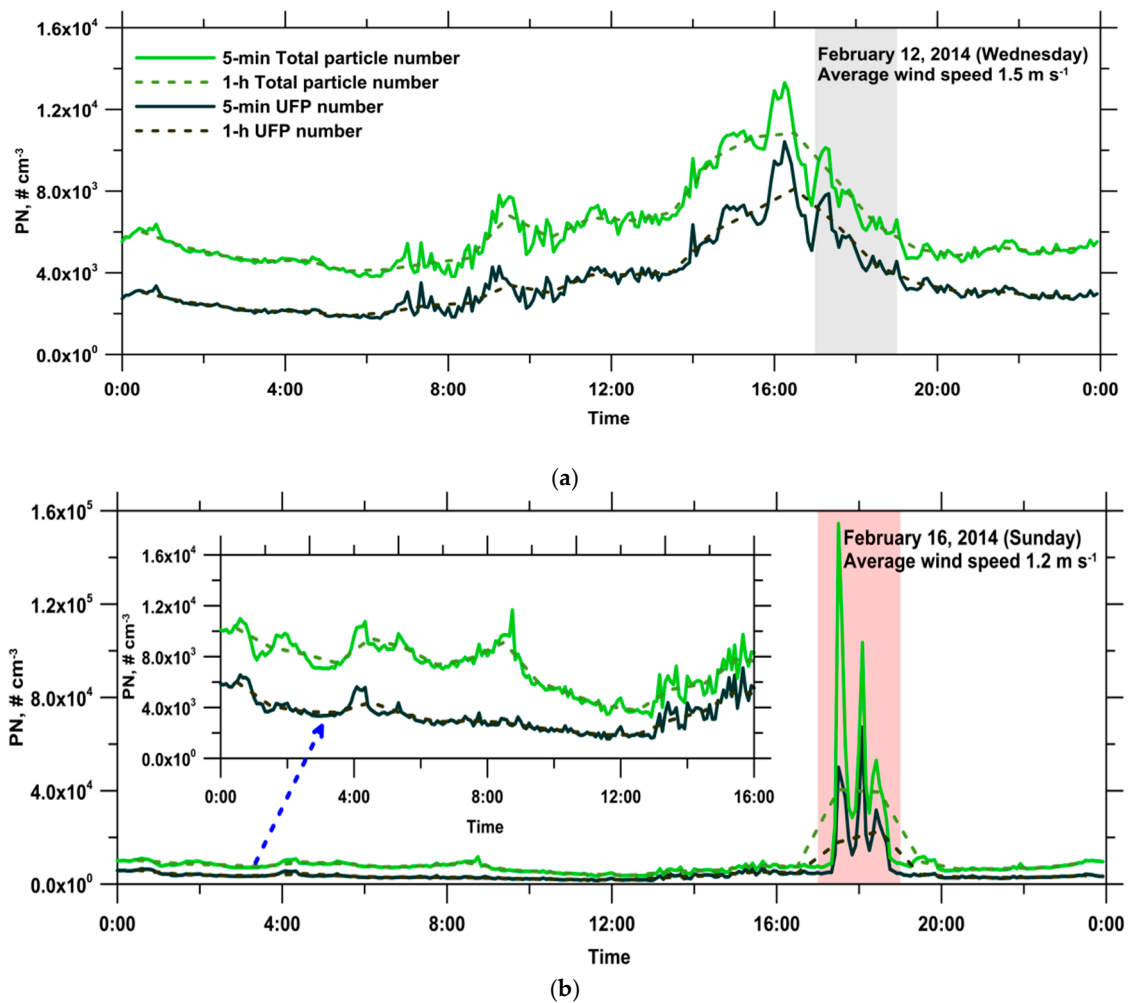 (a)
1.6x10⁴
1.2x10⁴
8.0x10³
4.0x10³
0.0x10⁰
PN, # cm⁻³
5-min Total particle number
1-h Total particle number
5-min UFP number
1-h UFP number
February 12, 2014 (Wednesday)
Average wind speed 1.5 m s⁻¹
0:00 4:00 8:00 12:00 16:00 20:00 0:00
Time
(a)
1.6x10⁵
1.2x10⁵
8.0x10⁴
4.0x10⁴
0.0x10⁰
PN, # cm⁻³
February 16, 2014 (Sunday)
Average wind speed 1.2 m s⁻¹
1.6x10⁴
1.2x10⁴
8.0x10³
4.0x10³
0.0x10⁰
PN, # cm⁻³
0:00 4:00 8:00 12:00 16:00
Time
0:00 4:00 8:00 12:00 16:00 20:00 0:00
Time
(b)